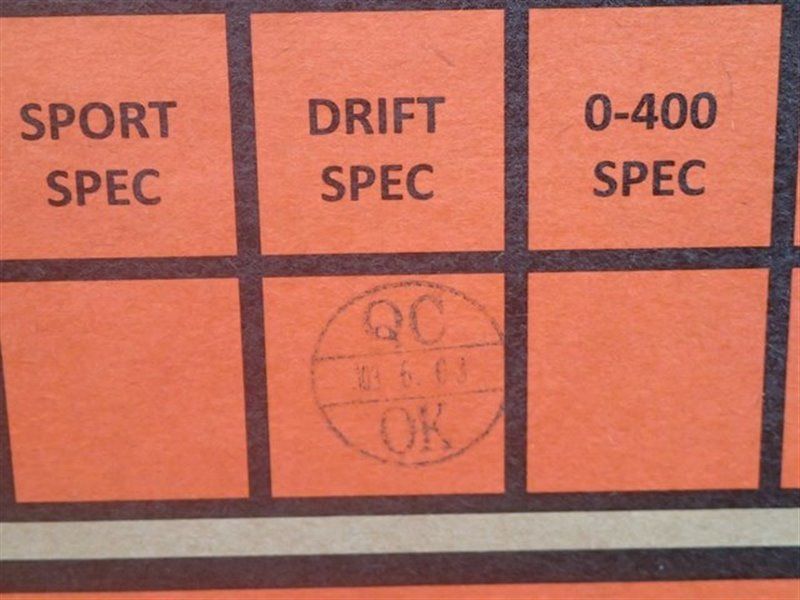 SPORT
SPEC
DRIFT
SPEC
0-400
SPEC
QC
OK